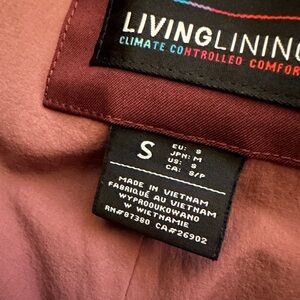 LIVINGLINING
CLIMATE CONTROLLED COMFOR
S
EU: S
JPN: M
US: S
CA: S/P
MADE IN VIETNAM
FABRIQUÉ AU VIETNAM
WYPRODUKOWANO
W WIETNAMIE
RN#87380 CA#26902